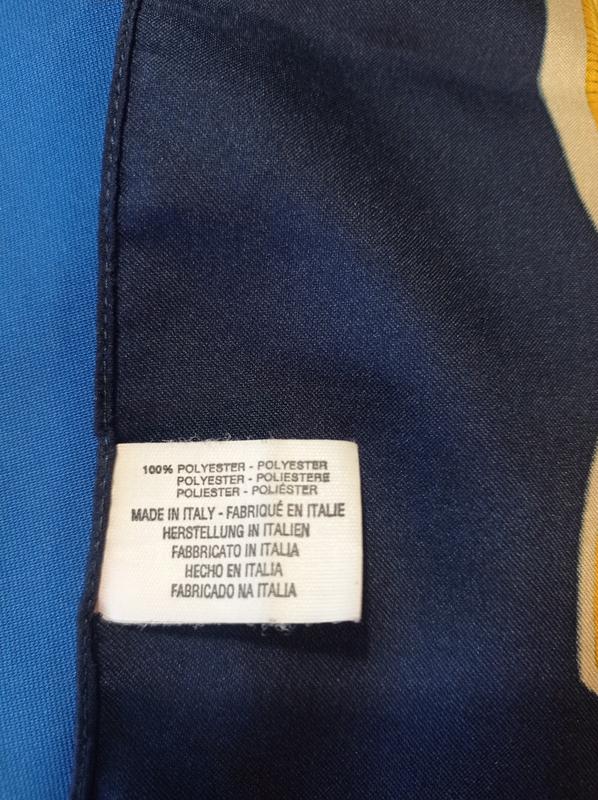 100% POLYESTER - POLYESTER
POLYESTER - POLIESTERE
POLIESTER - POLIÉSTER
MADE IN ITALY - FABRIQUÉ EN ITALIE
HERSTELLUNG IN ITALIEN
FABBRICATO IN ITALIA
HECHO EN ITALIA
FABRICADO NA ITALIA